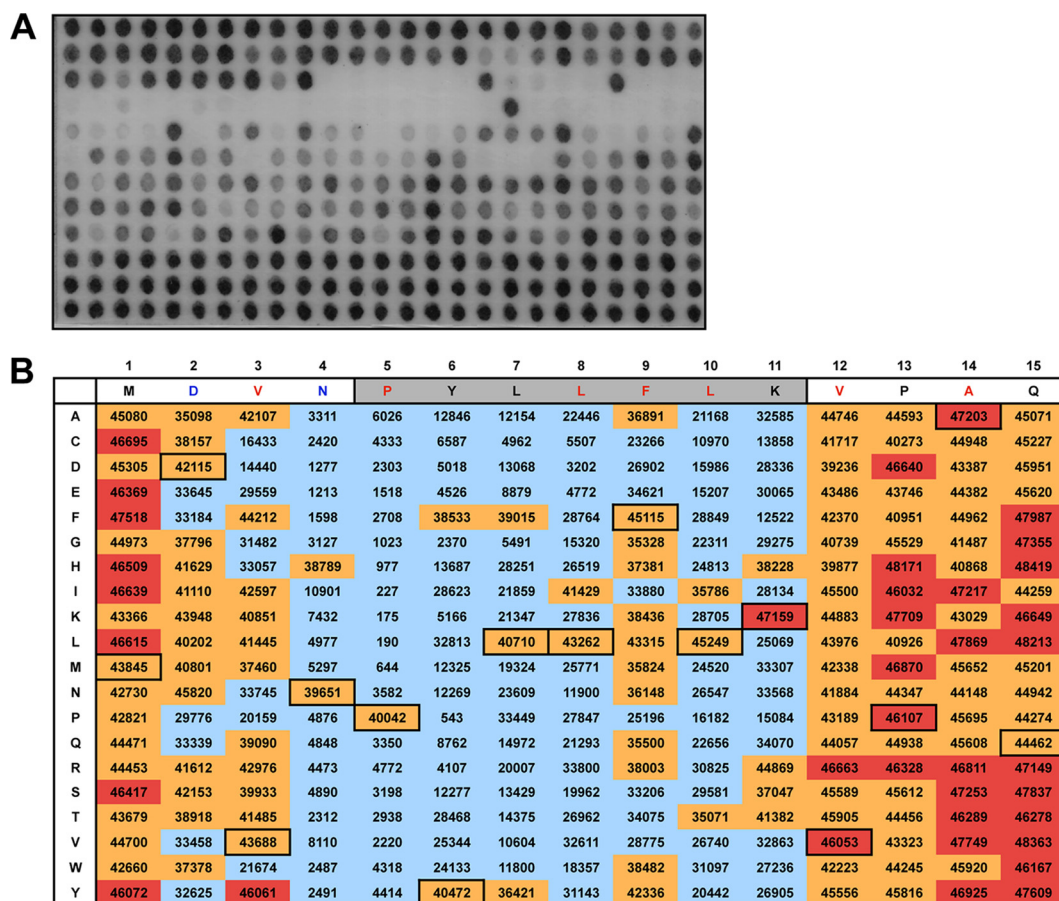 A
B
1 2 3 4 5 6 7 8 9 10 11 12 13 14 15
M D V N P Y L L F L K V P A Q
A 45080 35098 42107 3311 6026 12846 12154 22446 36891 21168 32585 44746 44593 47203 45071
C 46695 38157 16433 2420 4333 6587 4962 5507 23266 10970 13858 41717 40273 44948 45227
D 45305 42115 14440 1277 2303 5018 13068 3202 26902 15986 28336 39236 46640 43387 45951
E 46369 33645 29559 1213 1518 4526 8879 4772 34621 15207 30065 43486 43746 44382 45620
F 47518 33184 44212 1598 2708 38533 39015 28764 45115 28849 12522 42370 40951 44962 47987
G 44973 37796 31482 3127 1023 2370 5491 15320 35328 22311 29275 40739 45529 41487 47355
H 46509 41629 33057 38789 977 13687 28251 26519 37381 24813 38228 39877 48171 40868 48419
I 46639 41110 42597 10901 227 28623 21859 41429 33880 35786 28134 45500 46032 47217 44259
K 43366 43948 40851 7432 175 5166 21347 27836 38436 28705 47159 44883 47709 43029 46649
L 46615 40202 41445 4977 190 32813 40710 43262 43315 45249 25069 43976 40926 47869 48213
M 43845 40801 37460 5297 644 12325 19324 25771 35824 24520 33307 42338 46870 45652 45201
N 42730 45820 33745 39651 3582 12269 23609 11900 36148 26547 33568 41884 44347 44148 44942
P 42821 29776 20159 4876 40042 543 33449 27847 25196 16182 15084 43189 46107 45695 44274
Q 44471 33339 39090 4848 3350 8762 14972 21293 35500 22656 34070 44057 44938 45608 44462
R 44453 41612 42976 4473 4772 4107 20007 33800 38003 30825 44869 46663 46328 46811 47149
S 46417 42153 39933 4890 3198 12277 13429 19962 33206 29581 37047 45589 45612 47253 47837
T 43679 38918 41485 2312 2938 28468 14375 26962 34075 35071 41382 45905 44456 46289 46278
V 44700 33458 43688 8110 2220 25344 10604 32611 28775 26740 32863 46053 43323 47749 48363
W 42660 37378 21674 2487 4318 24133 11800 18357 38482 31097 27236 42223 44245 45920 46167
Y 46072 32625 46061 2491 4414 40472 36421 31143 42336 20442 26905 45556 45816 46925 47609